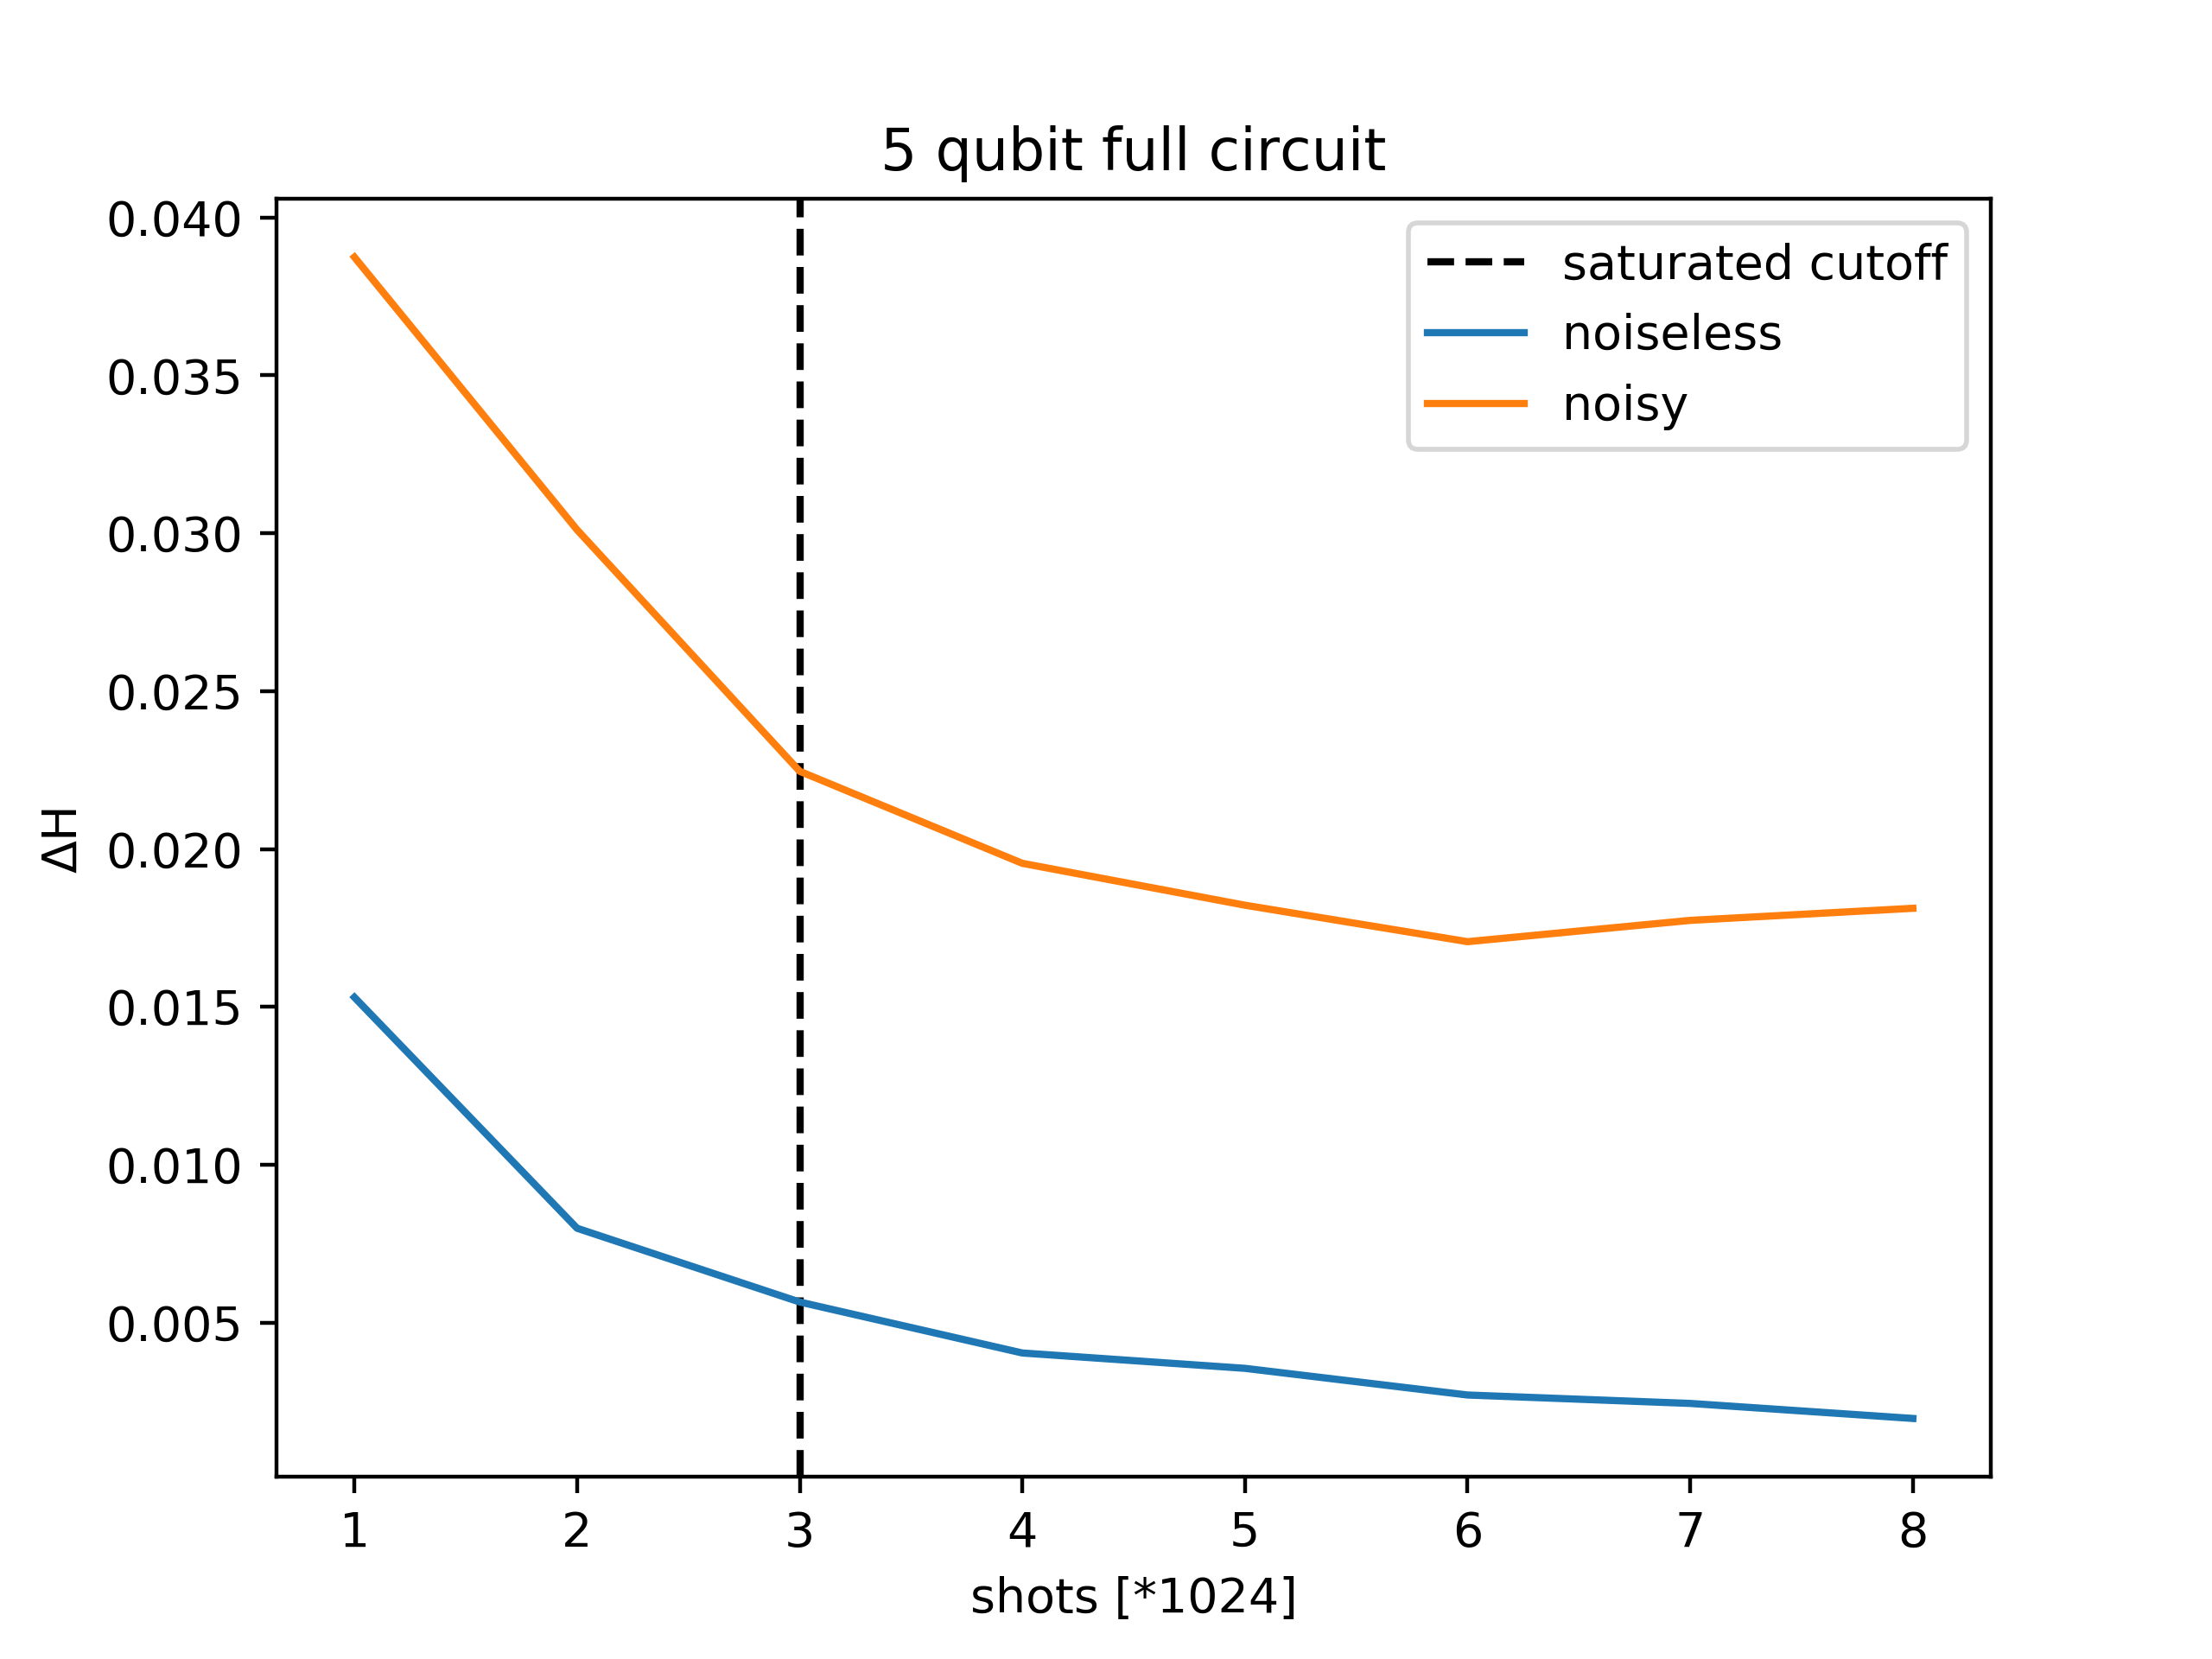 5 qubit full circuit
saturated cutoff
noiseless
noisy
0.040
0.035
0.030
0.025
0.020
0.015
0.010
0.005
ΔH
1 2 3 4 5 6 7 8
shots [*1024]